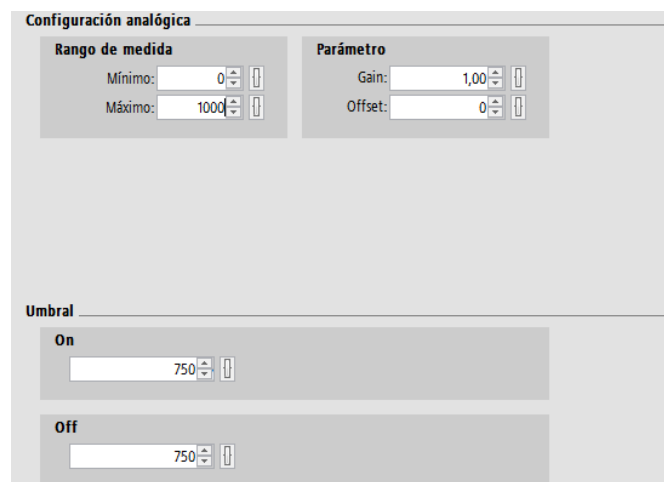 Configuración analógica
Rango de medida
Parámetro
Mínimo: 0
Gain: 1,00
Máximo: 1000
Offset: 0
Umbral
On
750
Off
750